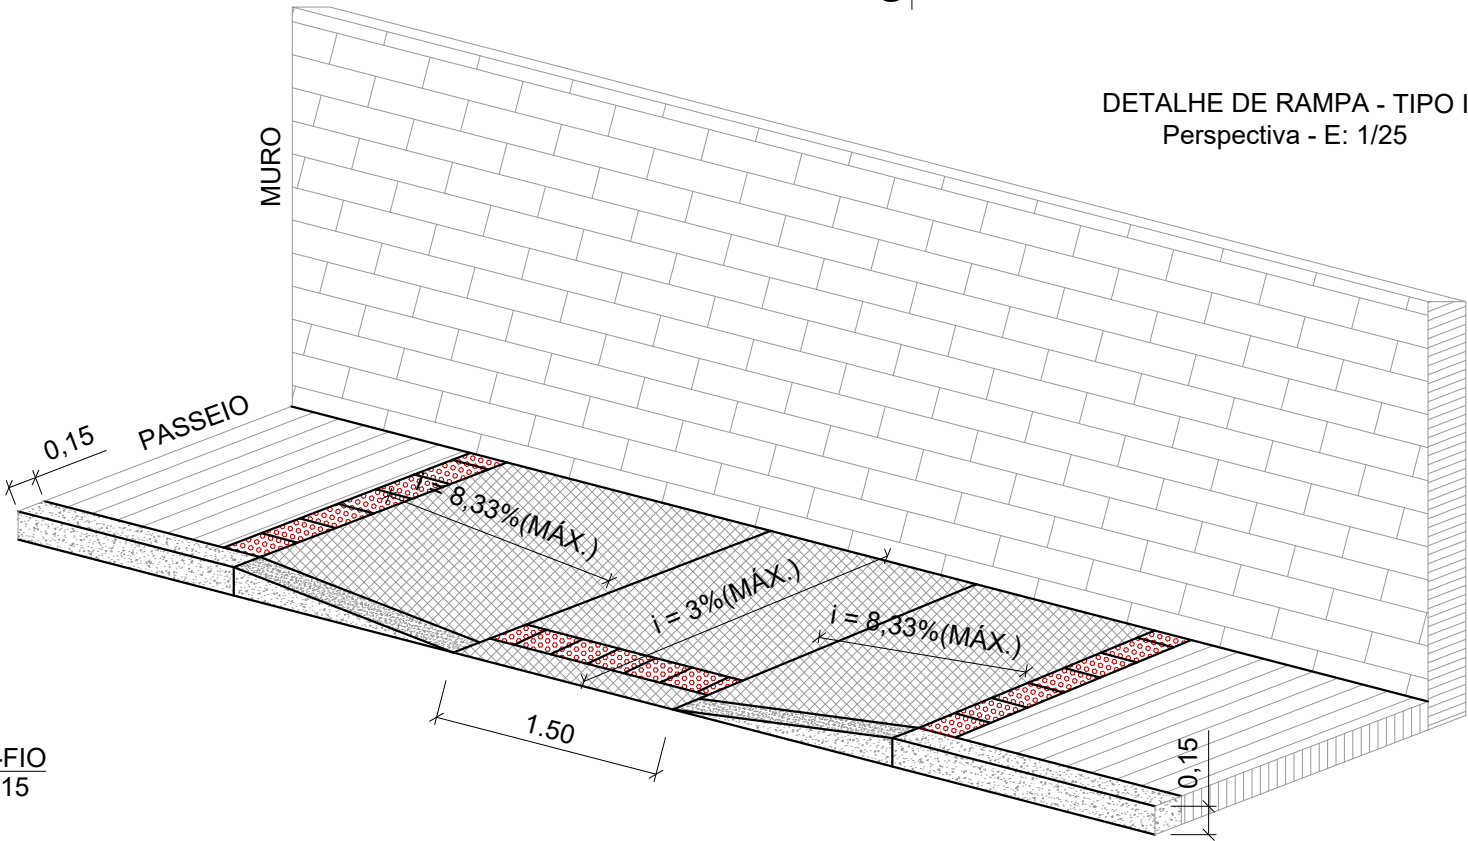 DETALHE DE RAMPA - TIPO I
Perspectiva - E: 1/25
MURO
PASSEIO
0,15
i = 8,33%(MÁX.)
i = 3%(MÁX.)
i = 8,33%(MÁX.)
1.50
0,15
-FIO
15